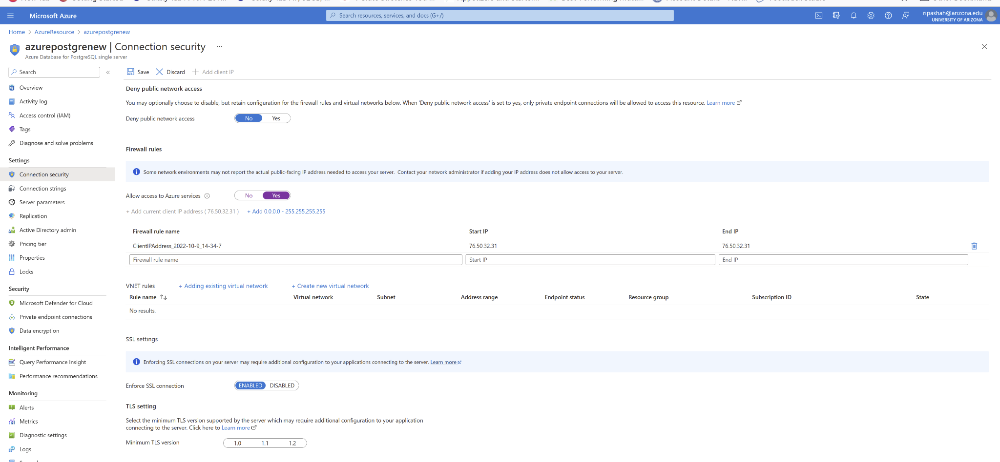 Microsoft Azure
Search resources, services, and docs (G+/)
ripashah@arizona.edu
UNIVERSITY OF ARIZONA
Home > AzureResource > azurepostgrenew
azurepostgrenew | Connection security ...
Azure Database for PostgreSQL single server
Search «
Overview
Activity log
Access control (IAM)
Tags
Diagnose and solve problems
Settings
Connection security
Connection strings
Server parameters
Replication
Active Directory admin
Pricing tier
Properties
Locks
Security
Microsoft Defender for Cloud
Private endpoint connections
Data encryption
Intelligent Performance
Query Performance Insight
Performance recommendations
Monitoring
Alerts
Metrics
Diagnostic settings
Logs
Save Discard + Add client IP
Deny public network access
You may optionally choose to disable, but retain configuration for the firewall rules and virtual networks below. When 'Deny public network access' is set to yes, only private endpoint connections will be allowed to access this resource. Learn more
Deny public network access No Yes
Firewall rules
Some network environments may not report the actual public-facing IP address needed to access your server. Contact your network administrator if adding your IP address does not allow access to your server.
Allow access to Azure services No Yes
+ Add current client IP address ( 76.50.32.31 ) + Add 0.0.0.0 - 255.255.255.255
Firewall rule name Start IP End IP
ClientIPAddress_2022-10-9_14-34-7 76.50.32.31 76.50.32.31
Firewall rule name Start IP End IP
VNET rules + Adding existing virtual network + Create new virtual network
Rule name ↑↓ Virtual network Subnet Address range Endpoint status Resource group Subscription ID State
No results.
SSL settings
Enforcing SSL connections on your server may require additional configuration to your applications connecting to the server. Learn more
Enforce SSL connection ENABLED DISABLED
TLS setting
Select the minimum TLS version supported by the server which may require additional configuration to your application
connecting to the server. Click here to Learn more
Minimum TLS version 1.0 1.1 1.2